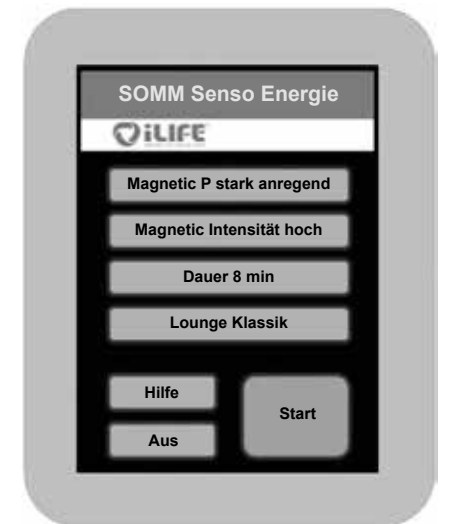 SOMM Senso Energie
iLIFE
Magnetic P stark anregend
Magnetic Intensität hoch
Dauer 8 min
Lounge Klassik
Hilfe
Start
Aus